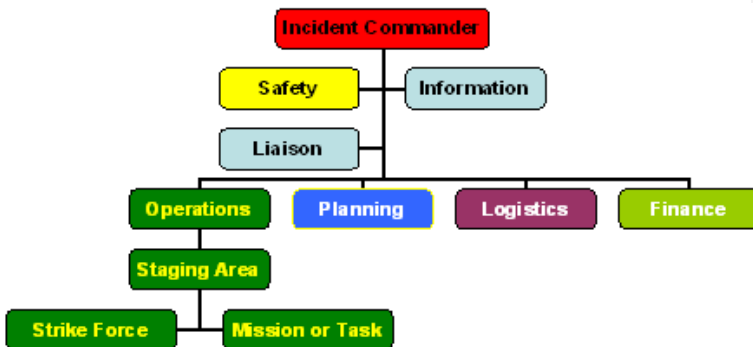 Incident Commander
Safety
Information
Liaison
Operations
Planning
Logistics
Finance
Staging Area
Strike Force
Mission or Task